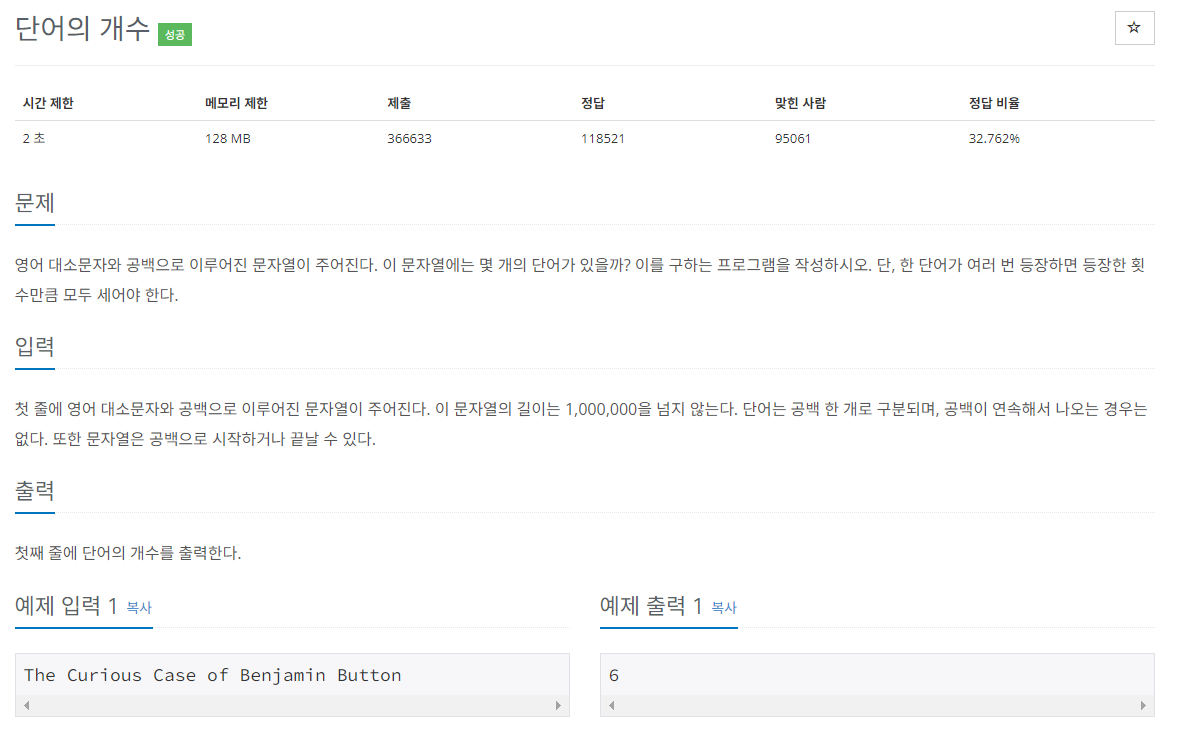 단어의 개수 성공
☆
시간 제한 메모리 제한 제출 정답 맞힌 사람 정답 비율
2 초 128 MB 366633 118521 95061 32.762%
문제
영어 대소문자와 공백으로 이루어진 문자열이 주어진다. 이 문자열에는 몇 개의 단어가 있을까? 이를 구하는 프로그램을 작성하시오. 단, 한 단어가 여러 번 등장하면 등장한 횟
수만큼 모두 세어야 한다.
입력
첫 줄에 영어 대소문자와 공백으로 이루어진 문자열이 주어진다. 이 문자열의 길이는 1,000,000을 넘지 않는다. 단어는 공백 한 개로 구분되며, 공백이 연속해서 나오는 경우는
없다. 또한 문자열은 공백으로 시작하거나 끝날 수 있다.
출력
첫째 줄에 단어의 개수를 출력한다.
예제 입력 1 복사
The Curious Case of Benjamin Button
예제 출력 1 복사
6